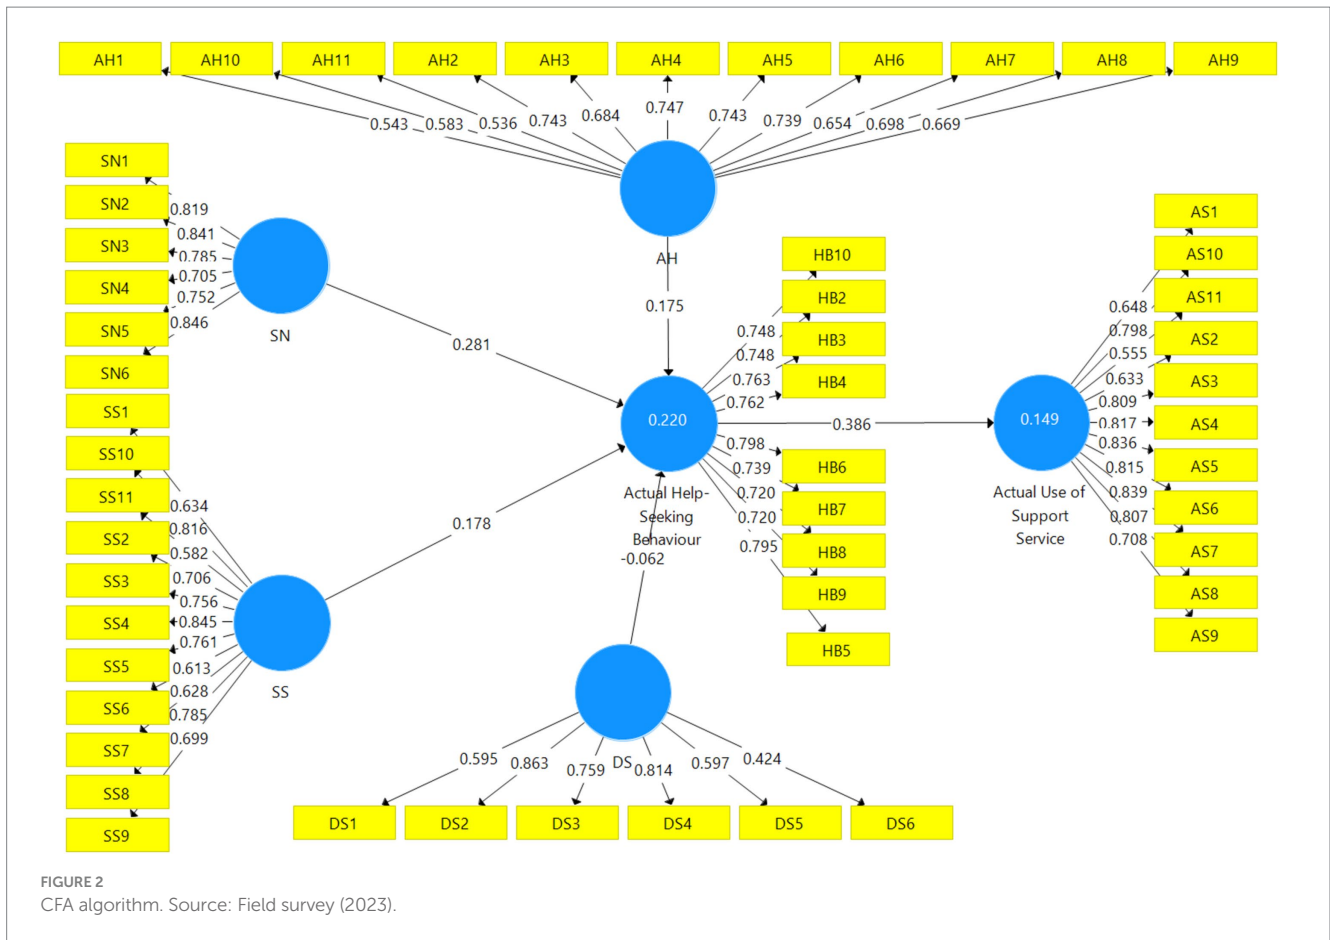 AH1 AH10 AH11 AH2 AH3 AH4 AH5 AH6 AH7 AH8 AH9
0.543 0.583 0.536 0.743 0.684 0.747 0.743 0.739 0.654 0.698 0.669
AH
0.175
SN1
SN2
SN3
SN4
SN5
SN6
0.819
0.841
0.785
0.705
0.752
0.846
SN
0.281
SS1
SS10
SS11
SS2
SS3
SS4
SS5
SS6
SS7
SS8
SS9
0.634
0.816
0.582
0.706
0.756
0.845
0.761
0.613
0.628
0.785
0.699
SS
0.178
HB10
HB2
HB3
HB4
0.748
0.748
0.763
0.762
0.220
Actual Help-
Seeking
Behaviour
-0.062
0.798
0.739
0.720
0.720
0.795
HB6
HB7
HB8
HB9
HB5
0.386
0.149
Actual Use of
Support
Service
0.648
0.798
0.555
0.633
0.809
0.817
0.836
0.815
0.839
0.807
0.708
AS1
AS10
AS11
AS2
AS3
AS4
AS5
AS6
AS7
AS8
AS9
DS
0.595 0.863 0.759 0.814 0.597 0.424
DS1 DS2 DS3 DS4 DS5 DS6
FIGURE 2
CFA algorithm. Source: Field survey (2023).